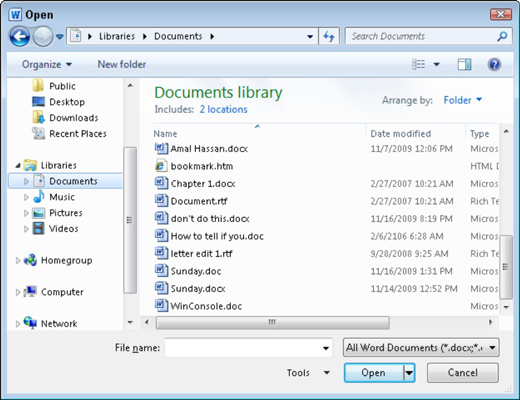 Open
Libraries Documents Search Documents
Organize New folder
Public
Desktop
Downloads
Recent Places
Libraries
Documents
Music
Pictures
Videos
Homegroup
Computer
Network
Documents library
Includes: 2 locations
Arrange by: Folder
Name Date modified Type
Amal Hassan.docx 11/7/2009 12:06 PM Micros
bookmark.htm HTML D
Chapter 1.docx 2/27/2007 10:21 AM Micros
Document.rtf 2/27/2007 10:21 AM Rich Te
don't do this.docx 11/16/2009 8:19 PM Micros
How to tell if you.doc 2/6/2106 6:28 AM Micros
letter edit 1.rtf 9/28/2008 9:25 AM Rich Te
Sunday.doc 11/16/2009 1:31 PM Micros
Sunday.docx 11/14/2009 12:52 PM Micros
WinConsole.doc Micros
File name: All Word Documents (*.docx;*.
Tools Open Cancel